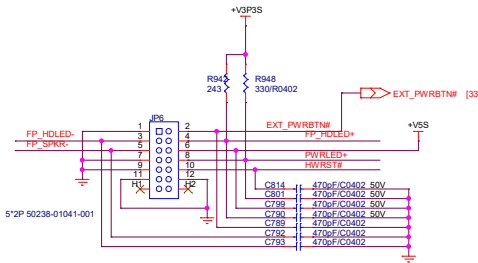 +V3P3S
R942 R948
243 330/R0402
EXT_PWRBTN# [33
JP6
1 2 EXT_PWRBTN# +V5S
FP_HDLED- 3 4 FP_HDLED+
FP_SPKR- 5 6
7 8 PWRLED+
9 10 HWRST#
11 12
H1 H2
C814 470pF/C0402 50V
C801 470pF/C0402 50V
C799 470pF/C0402 50V
C790 470pF/C0402 50V
C789 470pF/C0402
C792 470pF/C0402
C793 470pF/C0402
5*2P 50238-01041-001